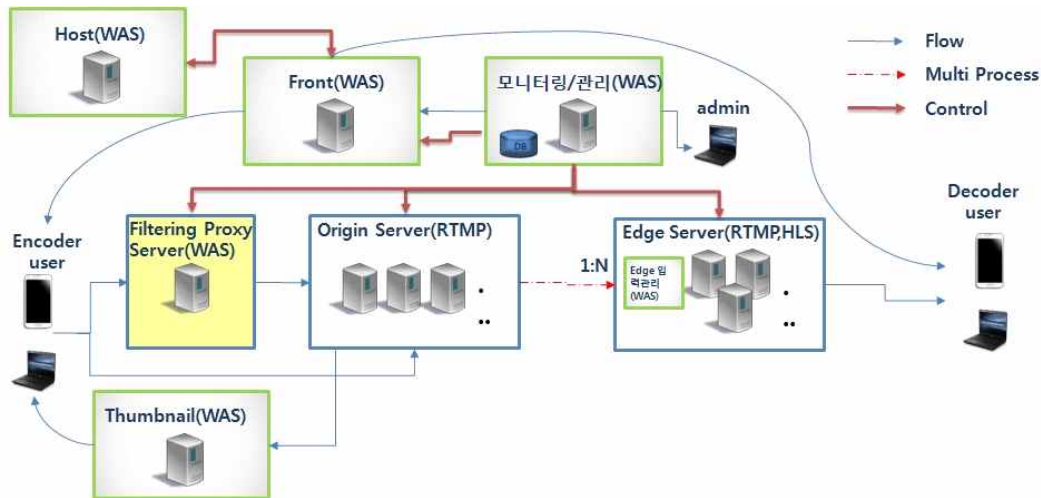 Host(WAS)
Front(WAS)
모니터링/관리(WAS)
DB
admin
Flow
Multi Process
Control
Encoder
user
Filtering Proxy
Server(WAS)
Origin Server(RTMP)
1:N
Edge Server(RTMP,HLS)
Edge 입
력관리
(WAS)
Decoder
user
Thumbnail(WAS)